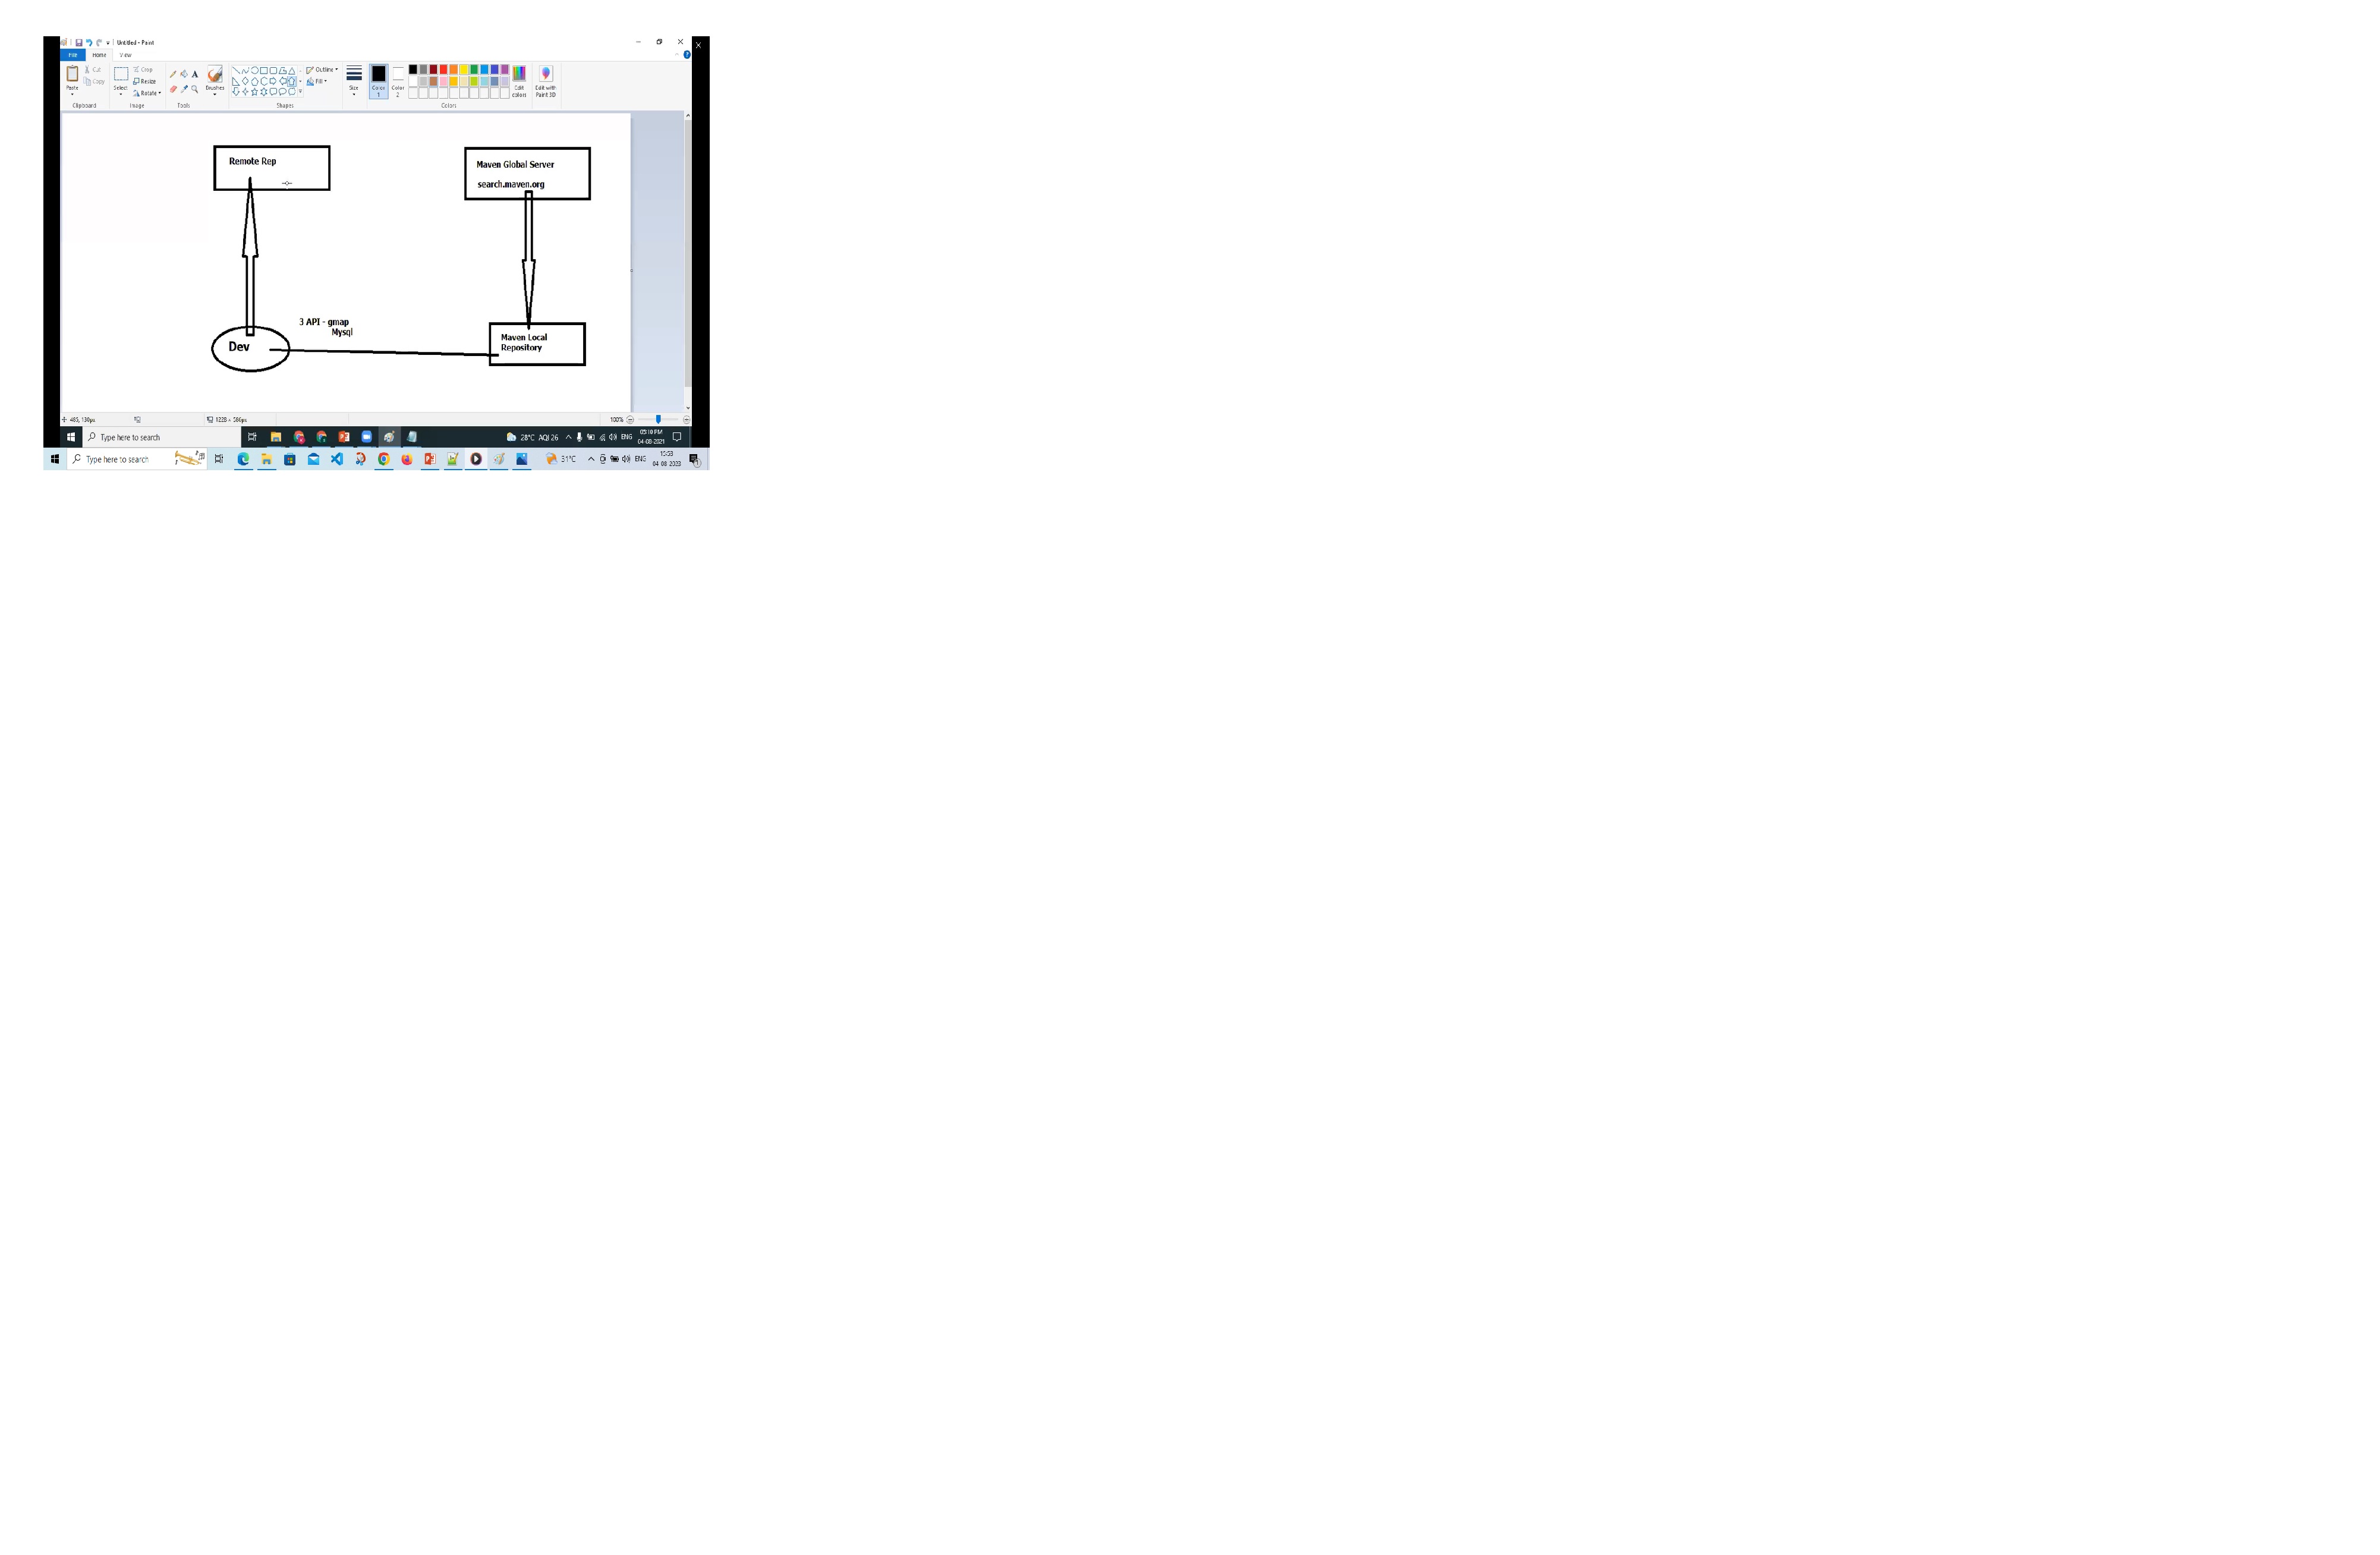 Untitled - Paint
File Home View
Paste
Cut
Copy
Clipboard
Select
Crop
Resize
Rotate
Image
A
Tools
Brushes
Outline
Fill
Shapes
Size
Color
1
Color
2
Edit
colors
Colors
Edit with
Paint 3D
Remote Rep
Maven Global Server
search.maven.org
3 API - gmap
Mysql
Dev
Maven Local
Repository
485, 130px
1228 × 586px
100%
Type here to search
28°C AQI 26
ENG
05:10 PM
04-08-2021
Type here to search
31°C
ENG
15:53
04-08-2023